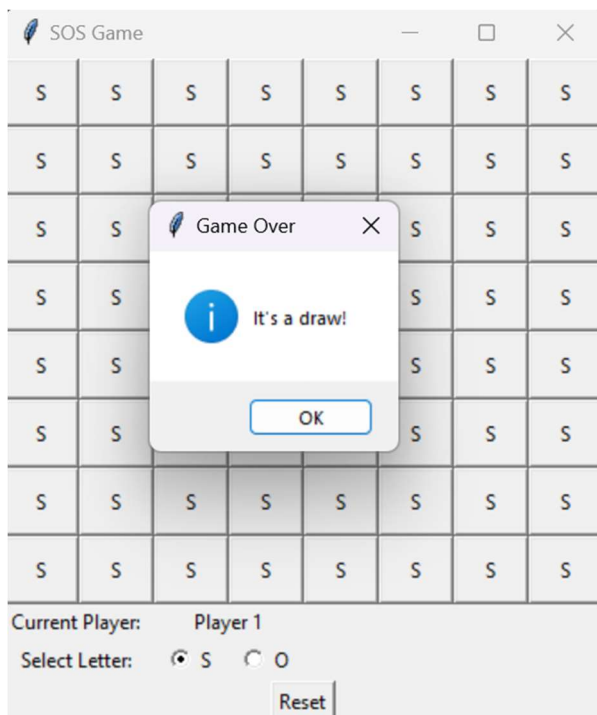 SOS Game
S S S S S S S S
S S S S S S S S
S S Game Over S S S
S S It's a draw! S S S
S S S S S
S S OK S S S
S S S S S S S S
S S S S S S S S
Current Player: Player 1
Select Letter: S O
Reset